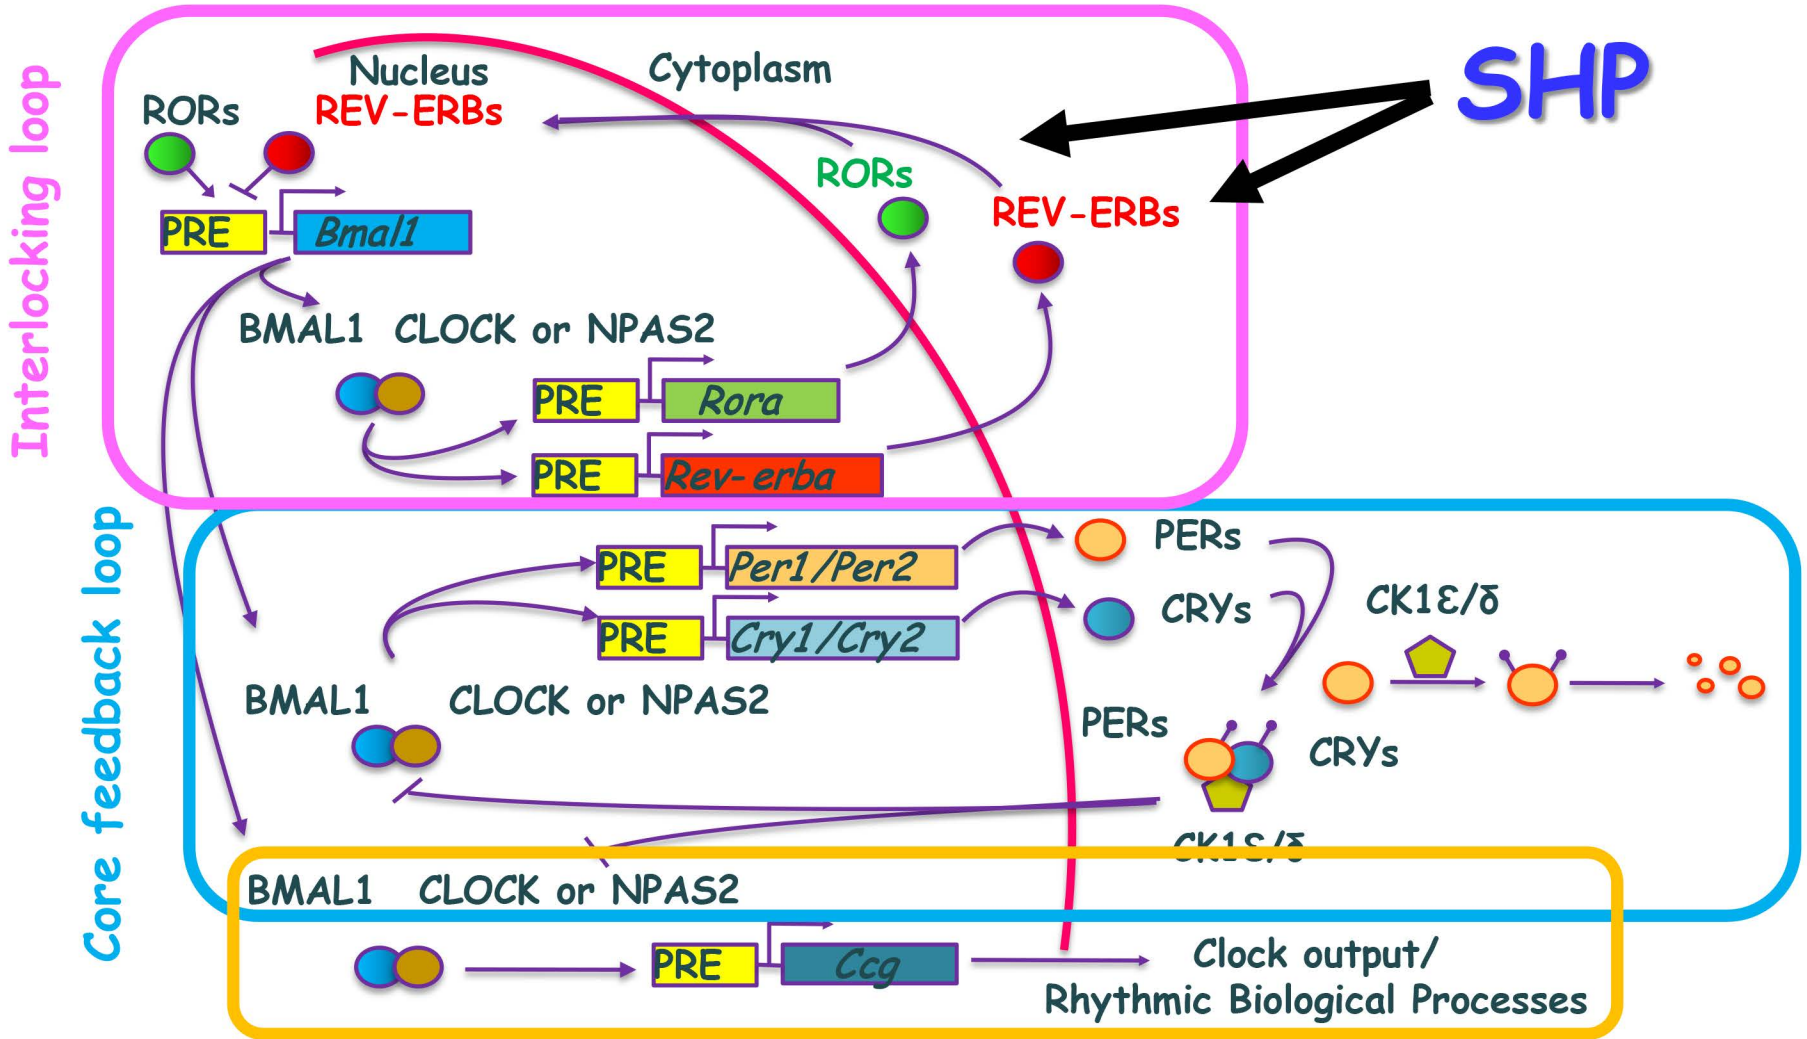 Interlocking loop
Nucleus
Cytoplasm
SHP
RORs
REV-ERBs
RORs
REV-ERBs
PRE
Bmal1
BMAL1 CLOCK or NPAS2
PRE
Rora
PRE
Rev-erba
Core feedback loop
PRE
Per1/Per2
PERs
CK1ε/δ
PRE
Cry1/Cry2
CRYs
BMAL1 CLOCK or NPAS2
PERs
CRYs
CK1ε/δ
BMAL1 CLOCK or NPAS2
PRE
Ccg
Clock output/
Rhythmic Biological Processes